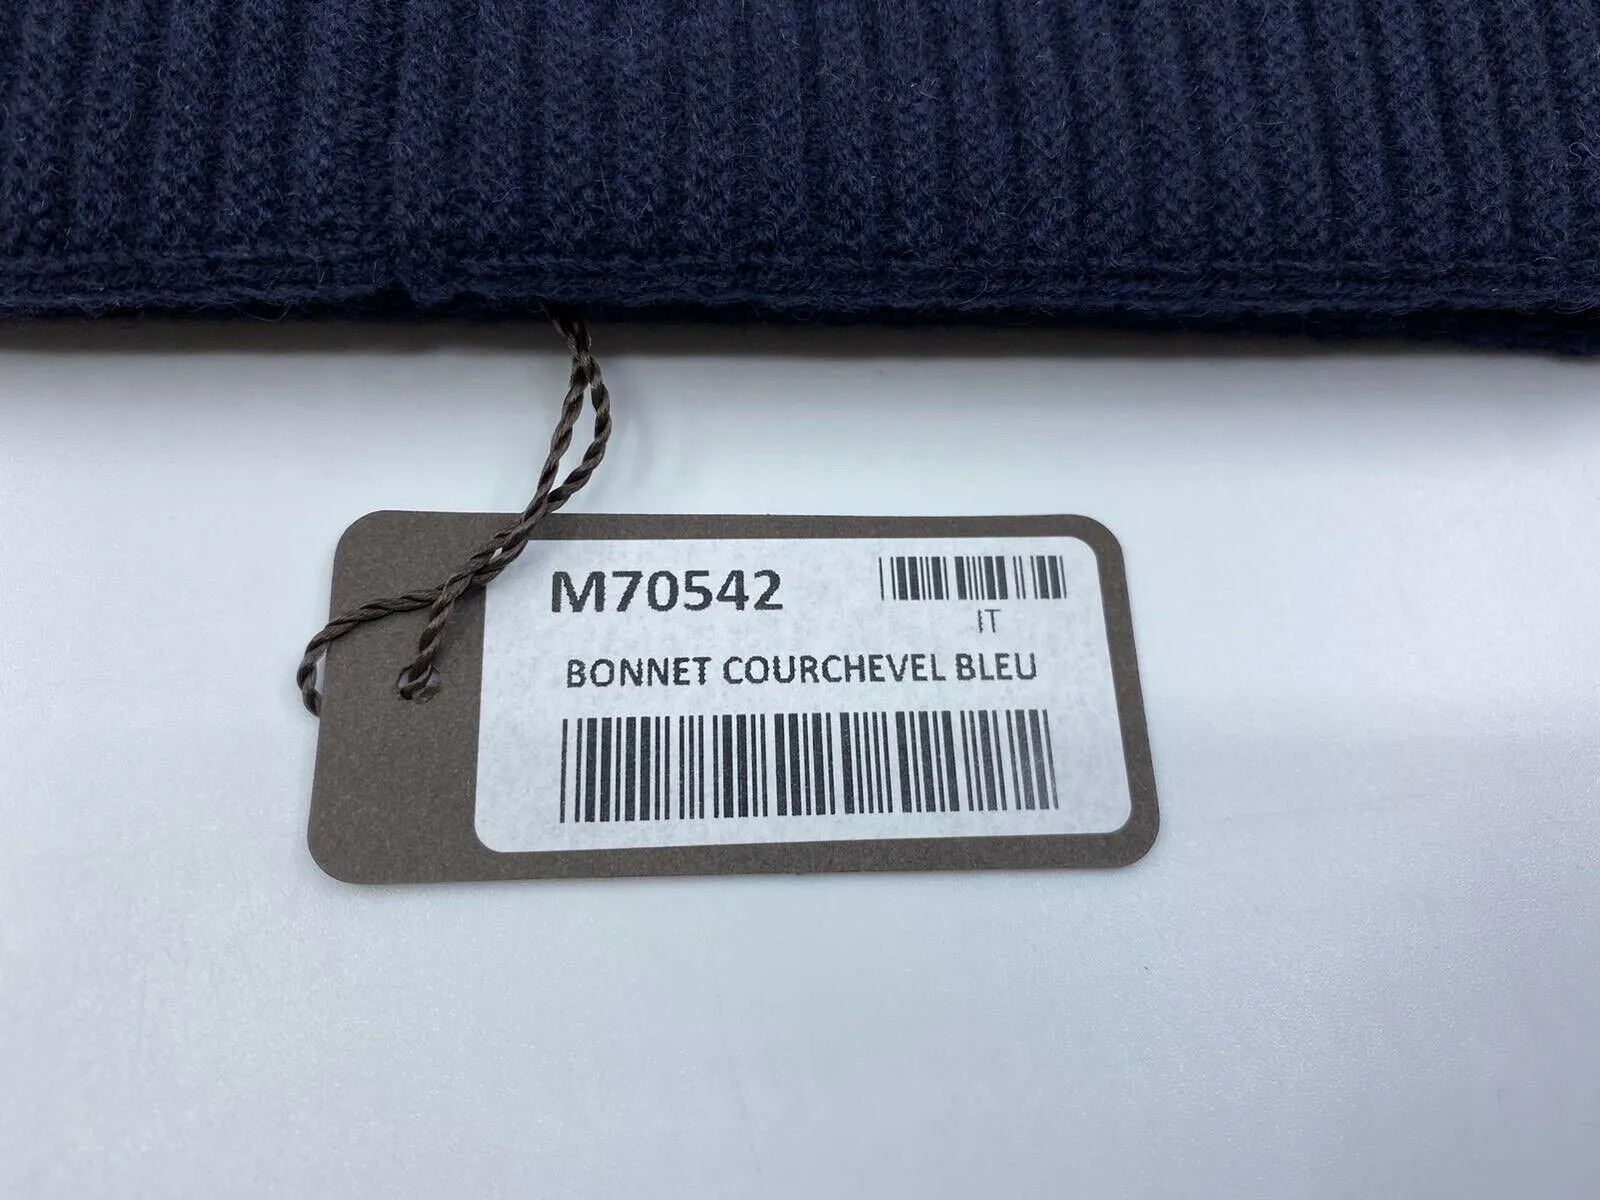 M70542
IT
BONNET COURCHEVEL BLEU